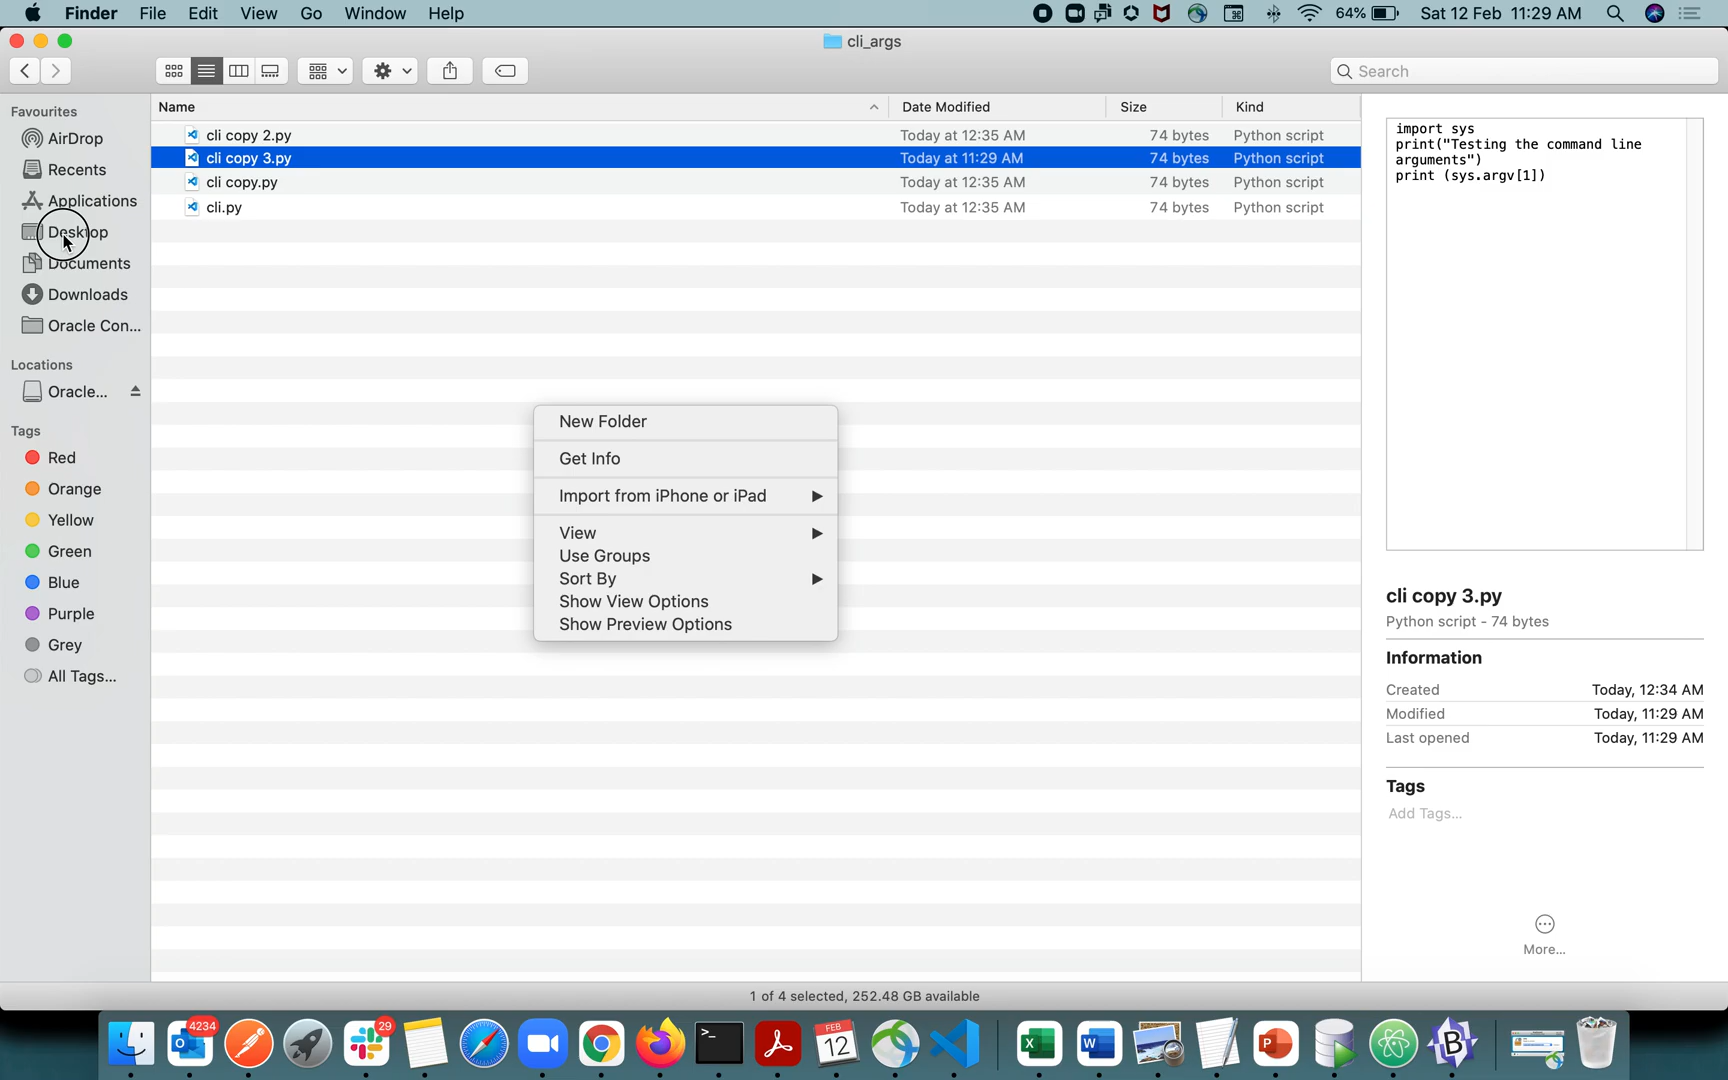 Finder File Edit View Go Window Help 64% Sat 12 Feb 11:29 AM
cli_args
Search
Favourites
AirDrop
Recents
Applications
Desktop
Documents
Downloads
Oracle Con...
Locations
Oracle...
Tags
Red
Orange
Yellow
Green
Blue
Purple
Grey
All Tags...
Name Date Modified Size Kind
cli copy 2.py Today at 12:35 AM 74 bytes Python script
cli copy 3.py Today at 11:29 AM 74 bytes Python script
cli copy.py Today at 12:35 AM 74 bytes Python script
cli.py Today at 12:35 AM 74 bytes Python script
New Folder
Get Info
Import from iPhone or iPad
View
Use Groups
Sort By
Show View Options
Show Preview Options
import sys
print("Testing the command line
arguments")
print (sys.argv[1])
cli copy 3.py
Python script - 74 bytes
Information
Created Today, 12:34 AM
Modified Today, 11:29 AM
Last opened Today, 11:29 AM
Tags
Add Tags...
More...
1 of 4 selected, 252.48 GB available
4234
29
FEB
12